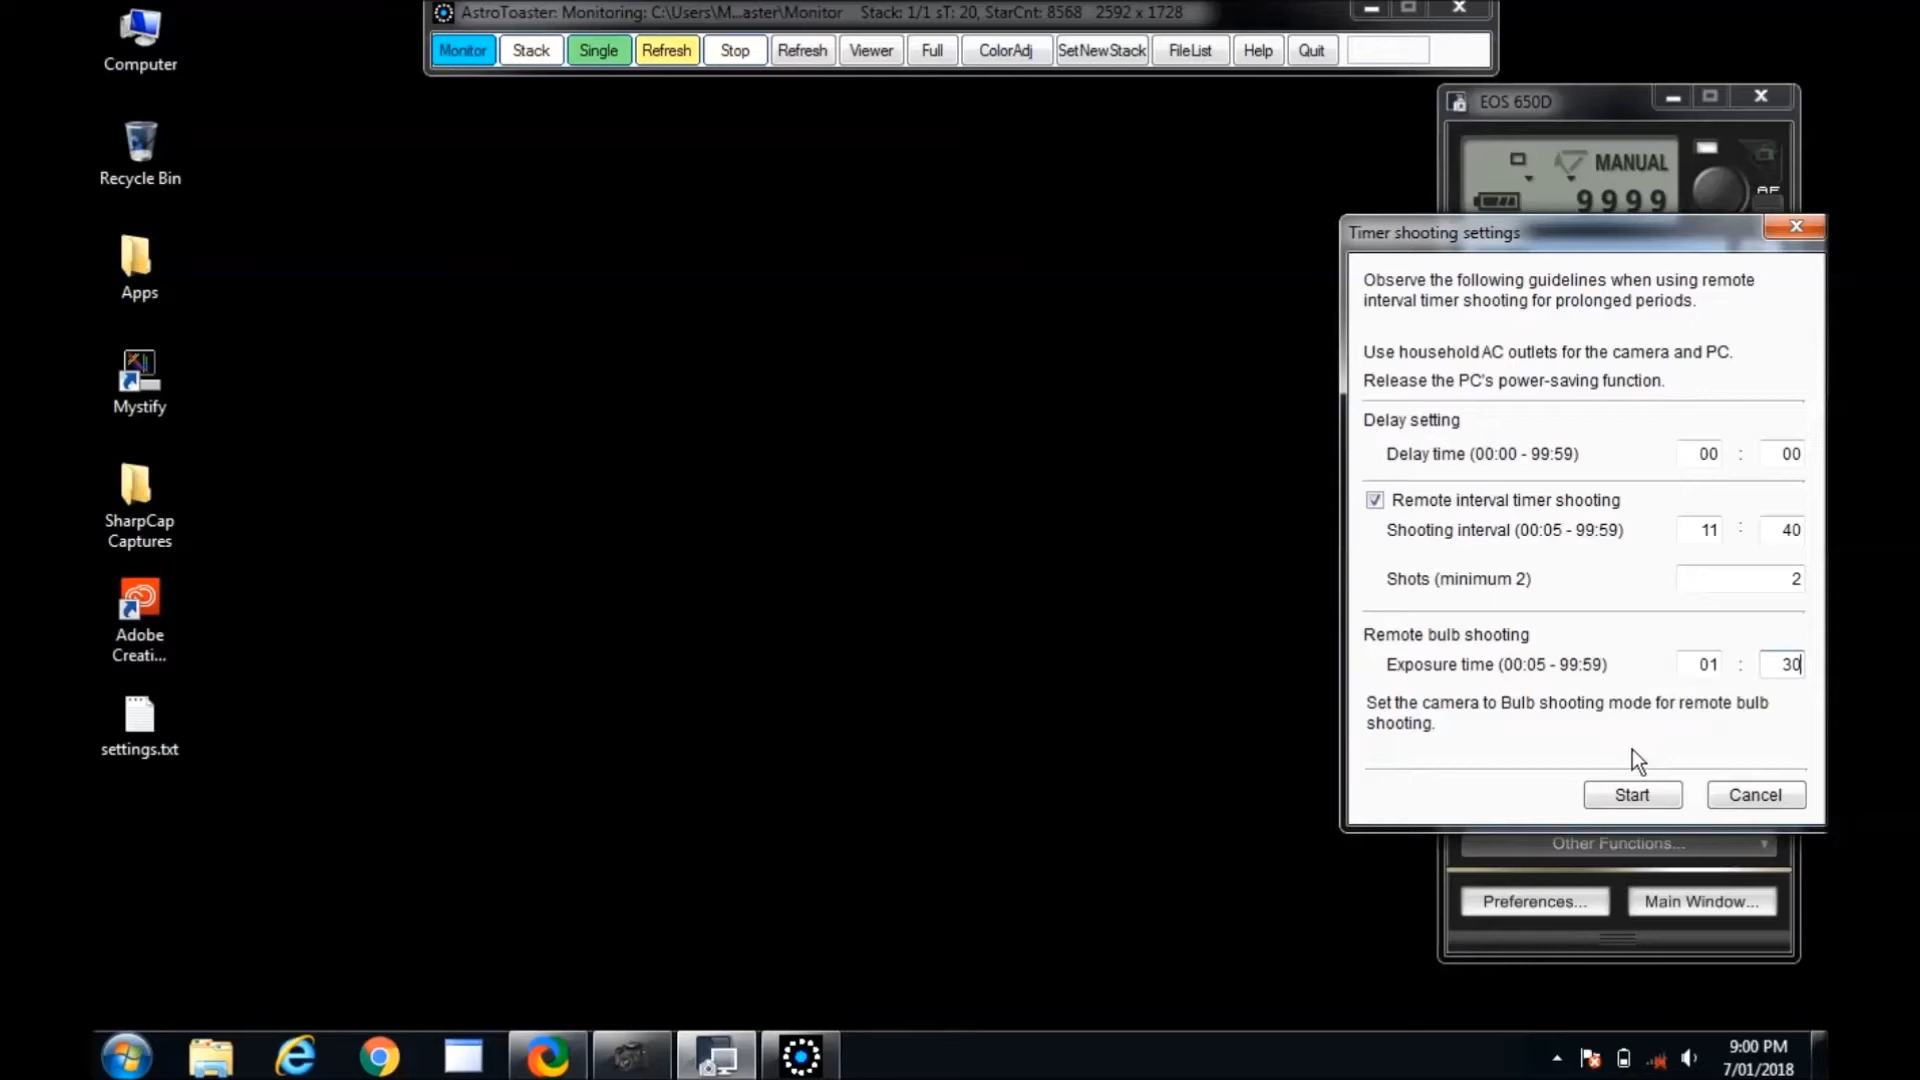 Computer
Recycle Bin
Apps
Mystify
SharpCap
Captures
Adobe
Creati...
settings.txt
AstroToaster: Monitoring: C:\Users\M...aster\Monitor Stack: 1/1 sT: 20, StarCnt: 8568 2592 x 1728
Monitor Stack Single Refresh Stop Refresh Viewer Full ColorAdj SetNewStack FileList Help Quit
EOS 650D
MANUAL
9999
AF
Timer shooting settings
Observe the following guidelines when using remote
interval timer shooting for prolonged periods.
Use household AC outlets for the camera and PC.
Release the PC's power-saving function.
Delay setting
Delay time (00:00 - 99:59) 00 : 00
Remote interval timer shooting
Shooting interval (00:05 - 99:59) 11 : 40
Shots (minimum 2) 2
Remote bulb shooting
Exposure time (00:05 - 99:59) 01 : 30
Set the camera to Bulb shooting mode for remote bulb
shooting.
Start Cancel
Other Functions...
Preferences... Main Window...
9:00 PM
7/01/2018